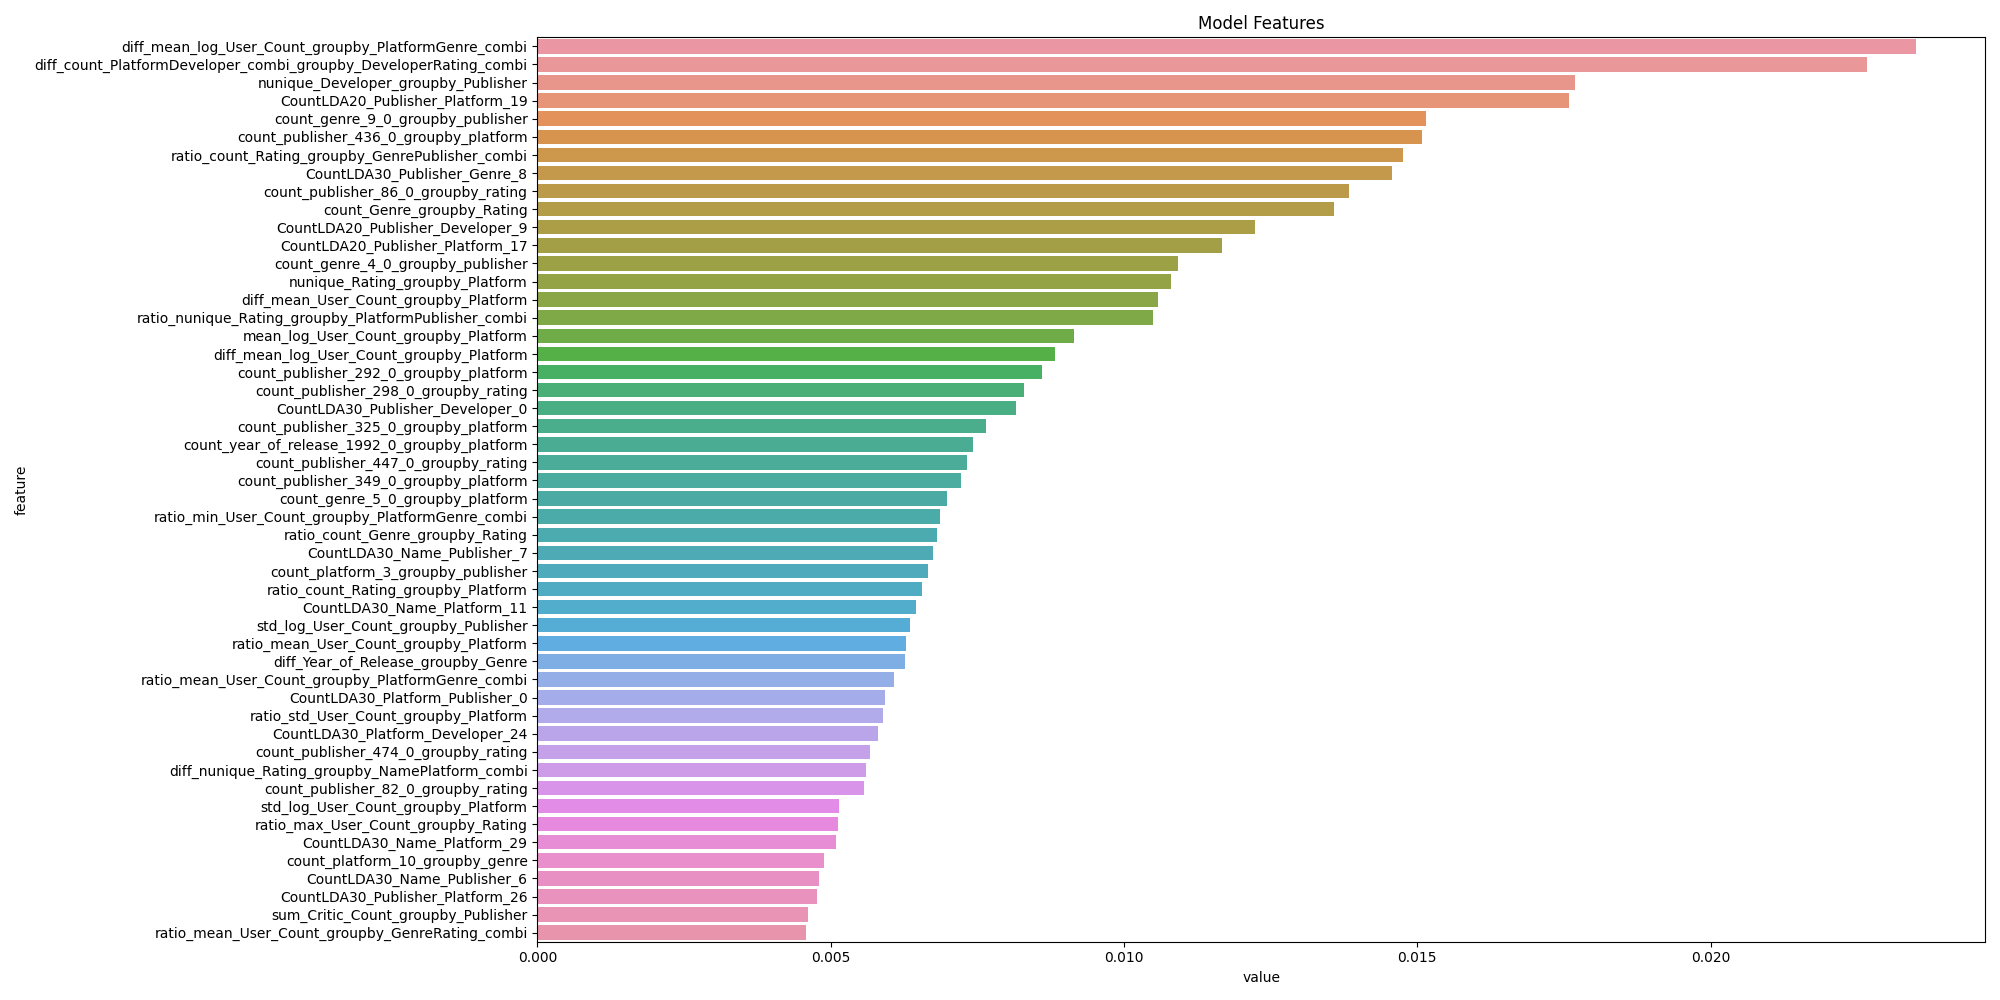 Model Features
diff_mean_log_User_Count_groupby_PlatformGenre_combi
diff_count_PlatformDeveloper_combi_groupby_DeveloperRating_combi
nunique_Developer_groupby_Publisher
CountLDA20_Publisher_Platform_19
count_genre_9_0_groupby_publisher
count_publisher_436_0_groupby_platform
ratio_count_Rating_groupby_GenrePublisher_combi
CountLDA30_Publisher_Genre_8
count_publisher_86_0_groupby_rating
count_Genre_groupby_Rating
CountLDA20_Publisher_Developer_9
CountLDA20_Publisher_Platform_17
count_genre_4_0_groupby_publisher
nunique_Rating_groupby_Platform
diff_mean_User_Count_groupby_Platform
ratio_nunique_Rating_groupby_PlatformPublisher_combi
mean_log_User_Count_groupby_Platform
diff_mean_log_User_Count_groupby_Platform
count_publisher_292_0_groupby_platform
count_publisher_298_0_groupby_rating
CountLDA30_Publisher_Developer_0
count_publisher_325_0_groupby_platform
count_year_of_release_1992_0_groupby_platform
count_publisher_447_0_groupby_rating
count_publisher_349_0_groupby_platform
count_genre_5_0_groupby_platform
ratio_min_User_Count_groupby_PlatformGenre_combi
ratio_count_Genre_groupby_Rating
CountLDA30_Name_Publisher_7
count_platform_3_groupby_publisher
ratio_count_Rating_groupby_Platform
CountLDA30_Name_Platform_11
std_log_User_Count_groupby_Publisher
ratio_mean_User_Count_groupby_Platform
diff_Year_of_Release_groupby_Genre
ratio_mean_User_Count_groupby_PlatformGenre_combi
CountLDA30_Platform_Publisher_0
ratio_std_User_Count_groupby_Platform
CountLDA30_Platform_Developer_24
count_publisher_474_0_groupby_rating
diff_nunique_Rating_groupby_NamePlatform_combi
count_publisher_82_0_groupby_rating
std_log_User_Count_groupby_Platform
ratio_max_User_Count_groupby_Rating
CountLDA30_Name_Platform_29
count_platform_10_groupby_genre
CountLDA30_Name_Publisher_6
CountLDA30_Publisher_Platform_26
sum_Critic_Count_groupby_Publisher
ratio_mean_User_Count_groupby_GenreRating_combi
feature
0.000 0.005 0.010 0.015 0.020
value